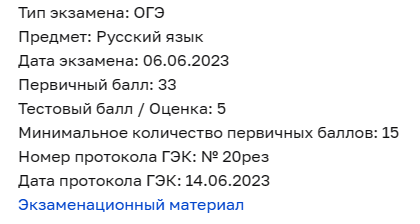 Тип экзамена: ОГЭ
Предмет: Русский язык
Дата экзамена: 06.06.2023
Первичный балл: 33
Тестовый балл / Оценка: 5
Минимальное количество первичных баллов: 15
Номер протокола ГЭК: № 20рез
Дата протокола ГЭК: 14.06.2023
Экзаменационный материал